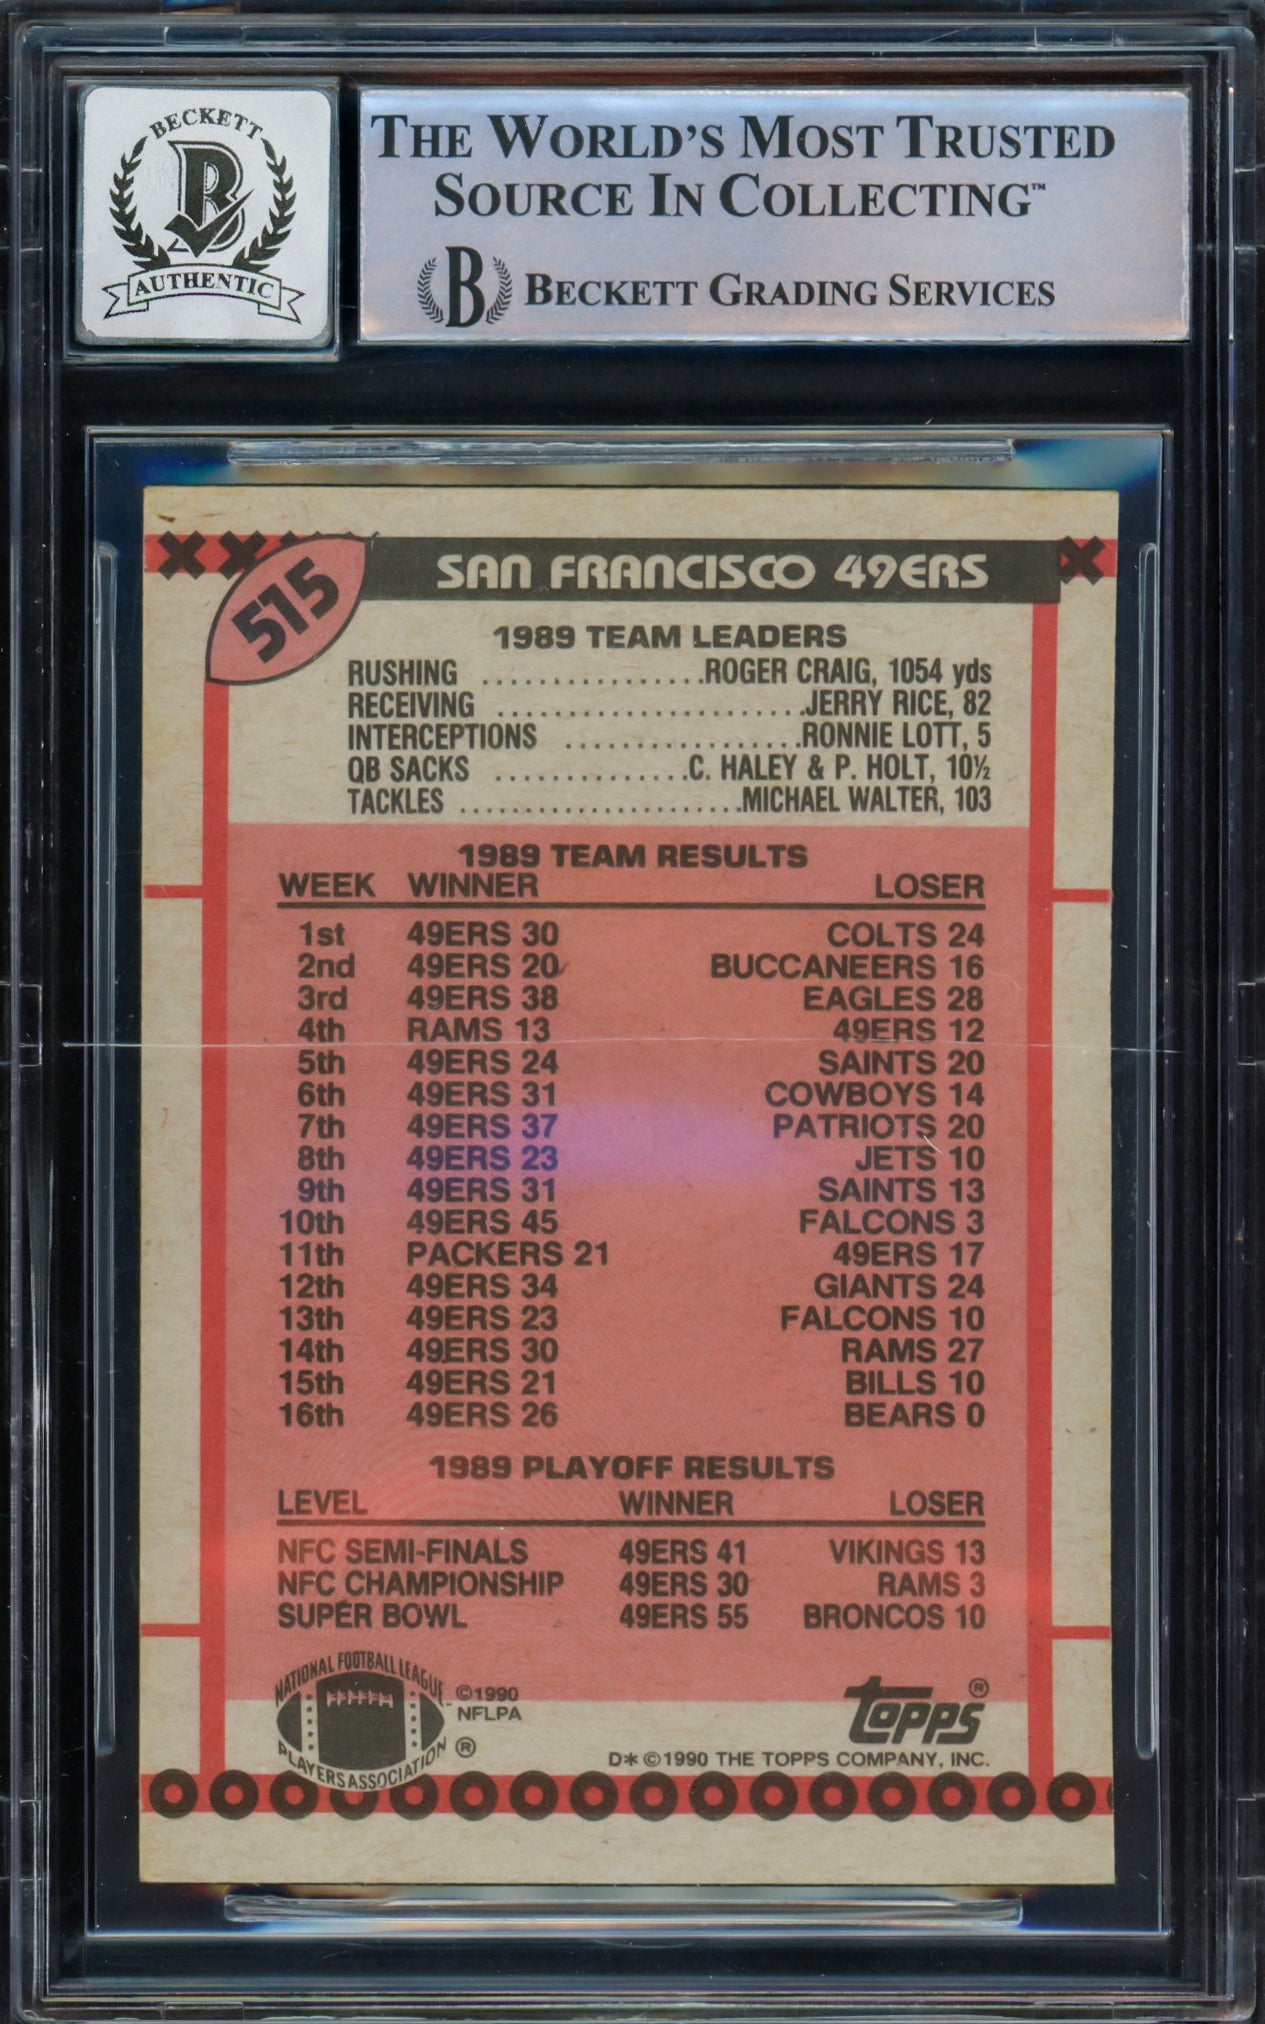 BECKETT
AUTHENTIC
THE WORLD'S MOST TRUSTED
SOURCE IN COLLECTING™
B BECKETT GRADING SERVICES
515
SAN FRANCISCO 49ERS
1989 TEAM LEADERS
RUSHING ................ROGER CRAIG, 1054 yds
RECEIVING ......................JERRY RICE, 82
INTERCEPTIONS .................RONNIE LOTT, 5
QB SACKS ..............C. HALEY & P. HOLT, 10½
TACKLES .....................MICHAEL WALTER, 103
1989 TEAM RESULTS
WEEK WINNER LOSER
1st 49ERS 30 COLTS 24
2nd 49ERS 20 BUCCANEERS 16
3rd 49ERS 38 EAGLES 28
4th RAMS 13 49ERS 12
5th 49ERS 24 SAINTS 20
6th 49ERS 31 COWBOYS 14
7th 49ERS 37 PATRIOTS 20
8th 49ERS 23 JETS 10
9th 49ERS 31 SAINTS 13
10th 49ERS 45 FALCONS 3
11th PACKERS 21 49ERS 17
12th 49ERS 34 GIANTS 24
13th 49ERS 23 FALCONS 10
14th 49ERS 30 RAMS 27
15th 49ERS 21 BILLS 10
16th 49ERS 26 BEARS 0
1989 PLAYOFF RESULTS
LEVEL WINNER LOSER
NFC SEMI-FINALS 49ERS 41 VIKINGS 13
NFC CHAMPIONSHIP 49ERS 30 RAMS 3
SUPER BOWL 49ERS 55 BRONCOS 10
NATIONAL FOOTBALL LEAGUE
PLAYERS ASSOCIATION ®
©1990
NFLPA
TOPPS®
D* © 1990 THE TOPPS COMPANY, INC.